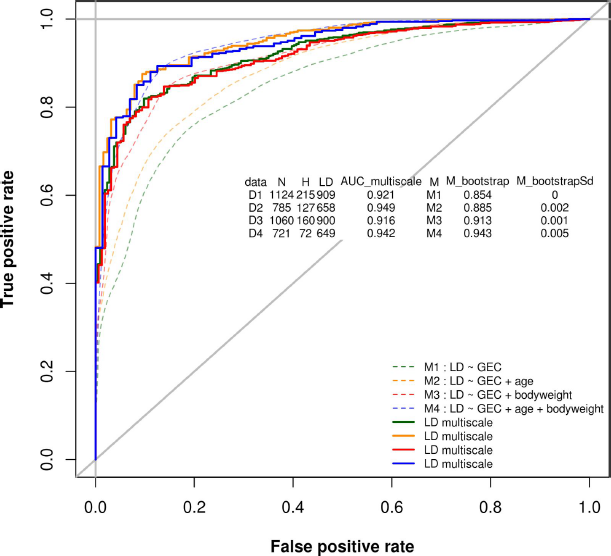 True positive rate
1.0
0.8
0.6
0.4
0.2
0.0
data N H LD AUC_multiscale M M_bootstrap M_bootstrapSd
D1 1124 215 909 0.921 M1 0.854 0
D2 785 127 658 0.949 M2 0.885 0.002
D3 1060 160 900 0.916 M3 0.913 0.001
D4 721 72 649 0.942 M4 0.943 0.005
M1 : LD ~ GEC
M2 : LD ~ GEC + age
M3 : LD ~ GEC + bodyweight
M4 : LD ~ GEC + age + bodyweight
LD multiscale
LD multiscale
LD multiscale
LD multiscale
0.0 0.2 0.4 0.6 0.8 1.0
False positive rate